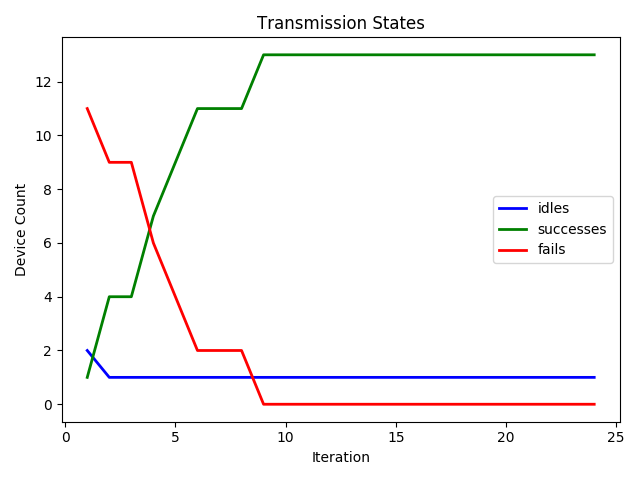 Transmission States
Device Count
12
10
8
6
4
2
0
idles
successes
fails
0 5 10 15 20 25
Iteration